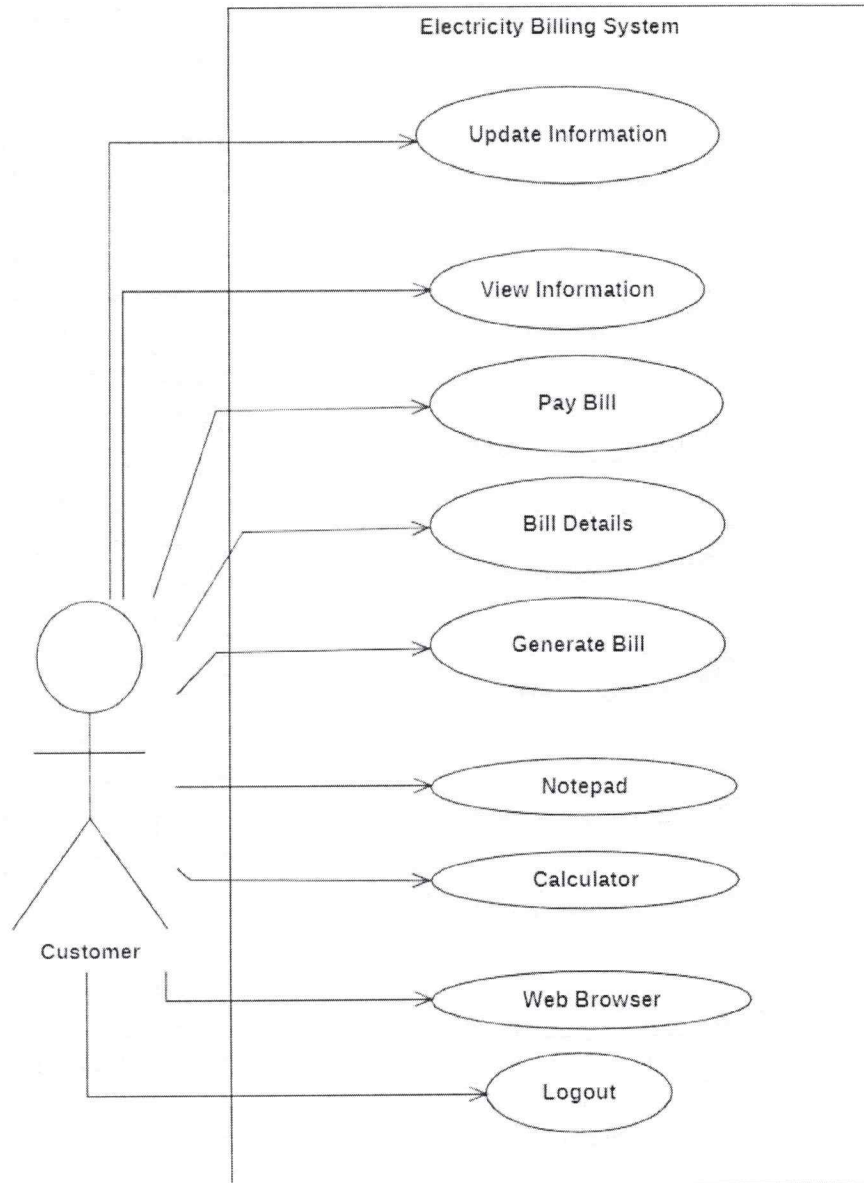 Electricity Billing System
Update Information
View Information
Pay Bill
Bill Details
Generate Bill
Notepad
Calculator
Customer
Web Browser
Logout